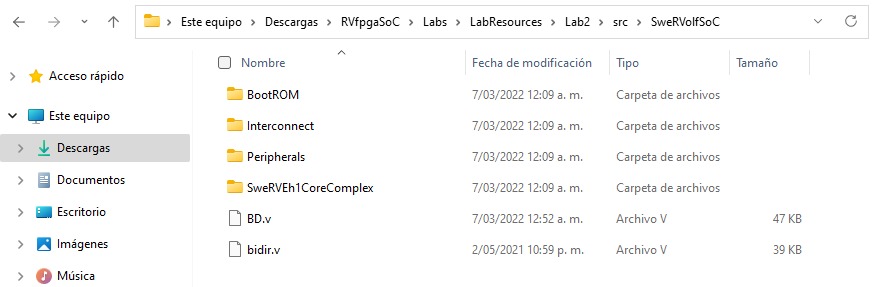 Este equipo > Descargas > RVfpgaSoC > Labs > LabResources > Lab2 > src > SweRVolfSoC
Nombre Fecha de modificación Tipo Tamaño
Acceso rápido
Este equipo
Descargas
Documentos
Escritorio
Imágenes
Música
BootROM 7/03/2022 12:09 a. m. Carpeta de archivos
Interconnect 7/03/2022 12:09 a. m. Carpeta de archivos
Peripherals 7/03/2022 12:09 a. m. Carpeta de archivos
SweRVEh1CoreComplex 7/03/2022 12:09 a. m. Carpeta de archivos
BD.v 7/03/2022 12:52 a. m. Archivo V 47 KB
bidir.v 2/05/2021 10:59 p. m. Archivo V 39 KB